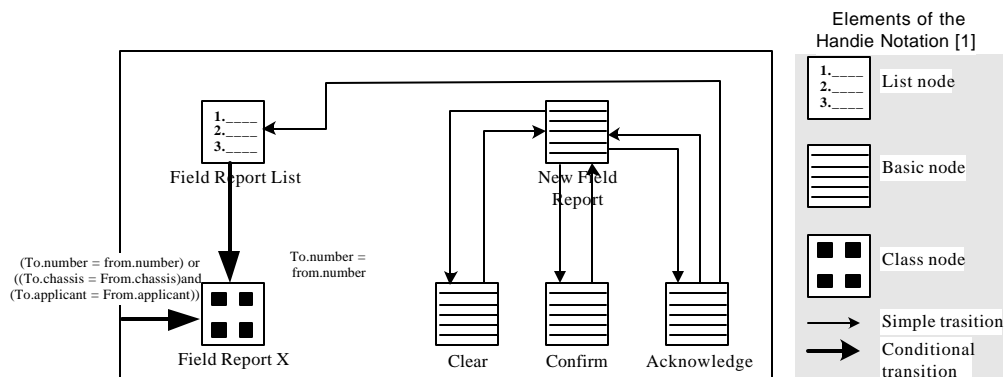 Elements of the
Handie Notation [1]
1.____
2.____
3.____
List node
Basic node
Class node
Simple trasition
Conditional
transition
1.____
2.____
3.____
Field Report List
New Field
Report
(To.number = from.number) or
((To.chassis = From.chassis)and
(To.applicant = From.applicant))
To.number =
from.number
Field Report X
Clear
Confirm
Acknowledge